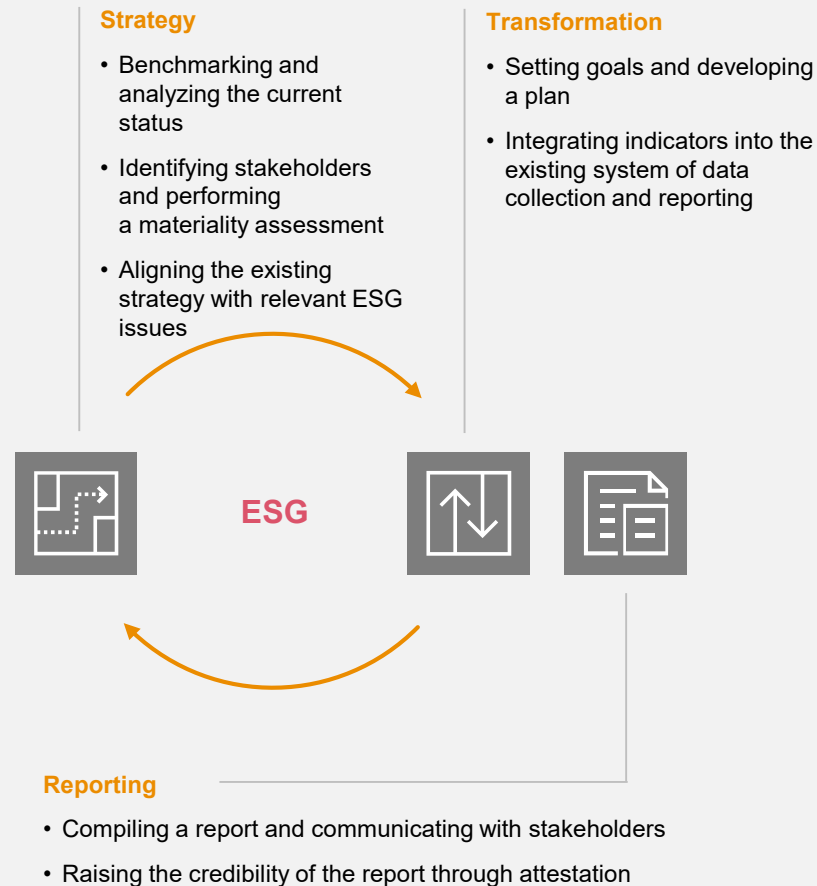 Strategy
• Benchmarking and
analyzing the current
status
• Identifying stakeholders
and performing
a materiality assessment
• Aligning the existing
strategy with relevant ESG
issues
Transformation
• Setting goals and developing
a plan
• Integrating indicators into the
existing system of data
collection and reporting
ESG
Reporting
• Compiling a report and communicating with stakeholders
• Raising the credibility of the report through attestation